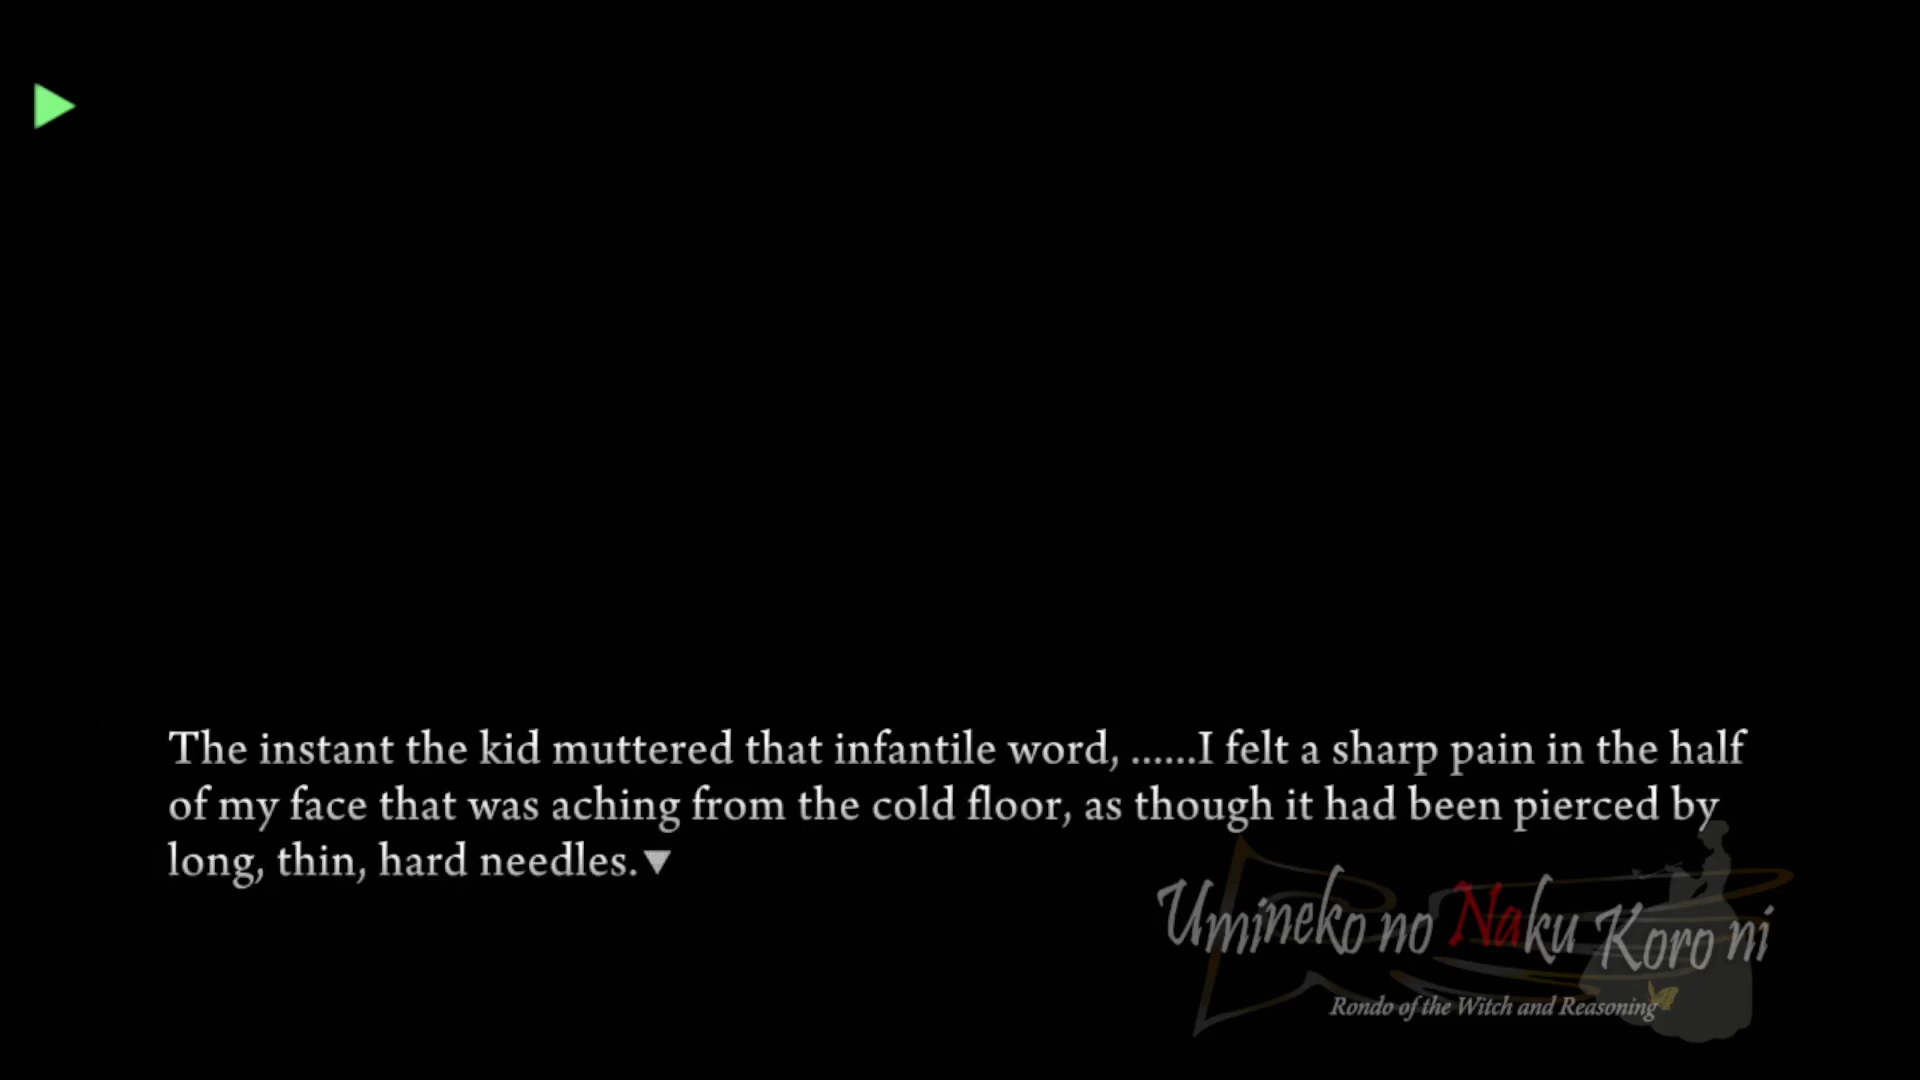 The instant the kid muttered that infantile word, ......I felt a sharp pain in the half
of my face that was aching from the cold floor, as though it had been pierced by
long, thin, hard needles.
Umineko no Naku Koro ni
Rondo of the Witch and Reasoning